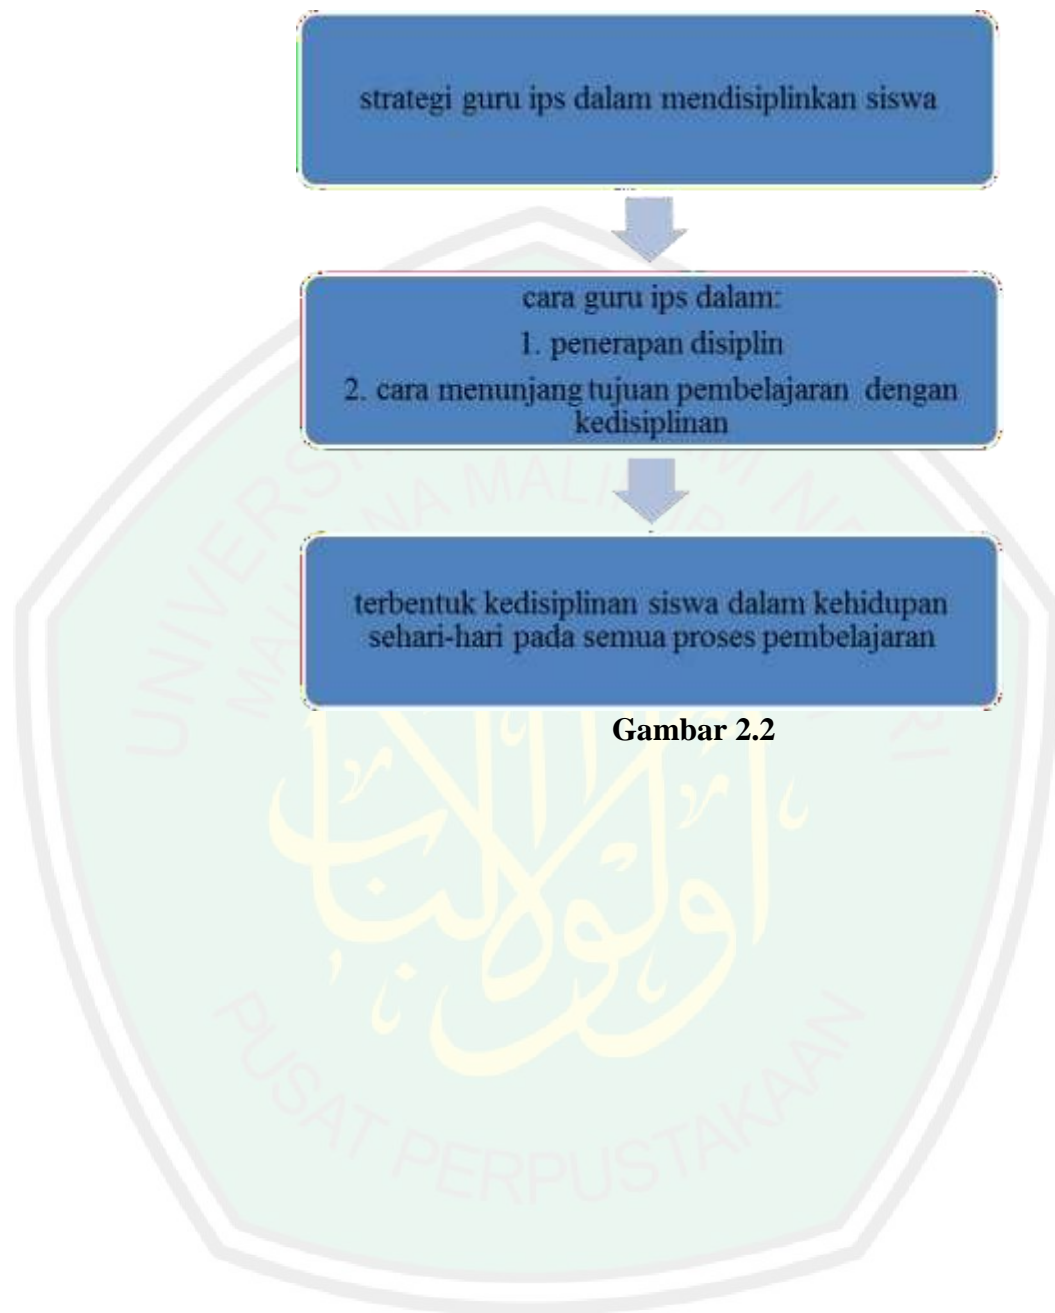 strategi guru ips dalam mendisiplinkan siswa
cara guru ips dalam:
1. penerapan disiplin
2. cara menunjang tujuan pembelajaran dengan
kedisiplinan
terbentuk kedisiplinan siswa dalam kehidupan
sehari-hari pada semua proses pembelajaran
Gambar 2.2
PUSAT PERPUSTAKAAN